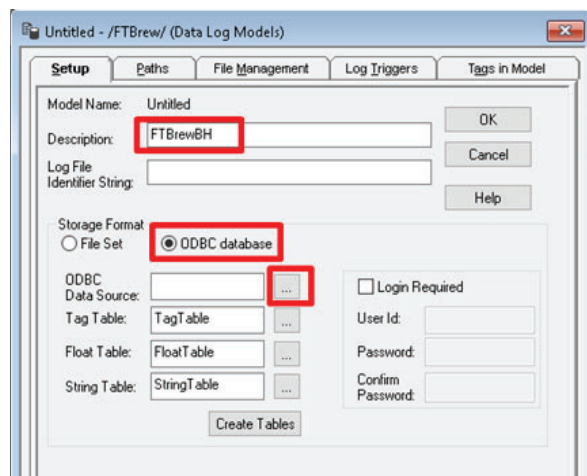 Untitled - /FTBrew/ (Data Log Models)
Setup Paths File Management Log Triggers Tags in Model
Model Name: Untitled
OK
Description: FTBrewBH
Cancel
Log File
Identifier String:
Help
Storage Format
File Set ODBC database
ODBC
Data Source: ... Login Required
Tag Table: TagTable ... User Id:
Float Table: FloatTable ... Password:
String Table: StringTable ... Confirm
Password:
Create Tables